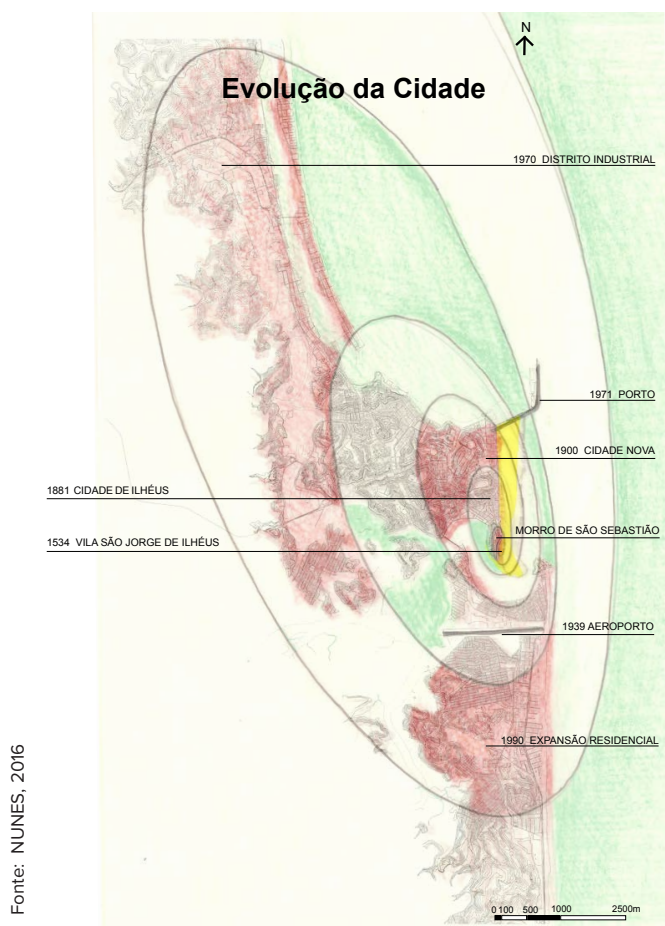 N
Evolução da Cidade
1970 DISTRITO INDUSTRIAL
1971 PORTO
1900 CIDADE NOVA
1881 CIDADE DE ILHÉUS
MORRO DE SÃO SEBASTIÃO
1534 VILA SÃO JORGE DE ILHÉUS
1939 AEROPORTO
1990 EXPANSÃO RESIDENCIAL
Fonte: NUNES, 2016
0 100 500 1000 2500m